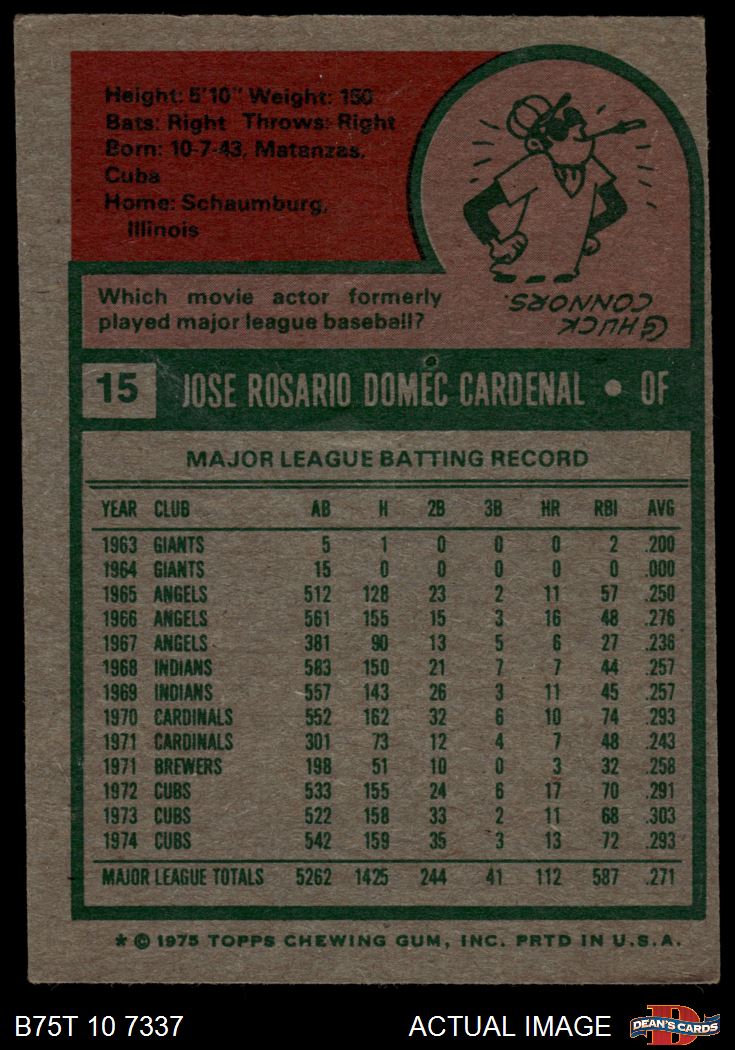 Height: 5'10" Weight: 150
Bats: Right Throws: Right
Born: 10-7-43, Matanzas,
Cuba
Home: Schaumburg,
Illinois
CHUCK
CONNORS.
Which movie actor formerly
played major league baseball?
15 JOSE ROSARIO DOMEC CARDENAL • OF
MAJOR LEAGUE BATTING RECORD
YEAR CLUB AB H 2B 3B HR RBI AVG
1963 GIANTS 5 1 0 0 0 2 .200
1964 GIANTS 15 0 0 0 0 0 .000
1965 ANGELS 512 128 23 2 11 57 .250
1966 ANGELS 561 155 15 3 16 48 .276
1967 ANGELS 381 90 13 5 6 27 .236
1968 INDIANS 583 150 21 7 7 44 .257
1969 INDIANS 557 143 26 3 11 45 .257
1970 CARDINALS 552 162 32 6 10 74 .293
1971 CARDINALS 301 73 12 4 7 48 .243
1971 BREWERS 198 51 10 0 3 32 .258
1972 CUBS 533 155 24 6 17 70 .291
1973 CUBS 522 158 33 2 11 68 .303
1974 CUBS 542 159 35 3 13 72 .293
MAJOR LEAGUE TOTALS 5262 1425 244 41 112 587 .271
* © 1975 TOPPS CHEWING GUM, INC. PRTD IN U.S.A.
B75T 10 7337 ACTUAL IMAGE
D
DEAN'S CARDS